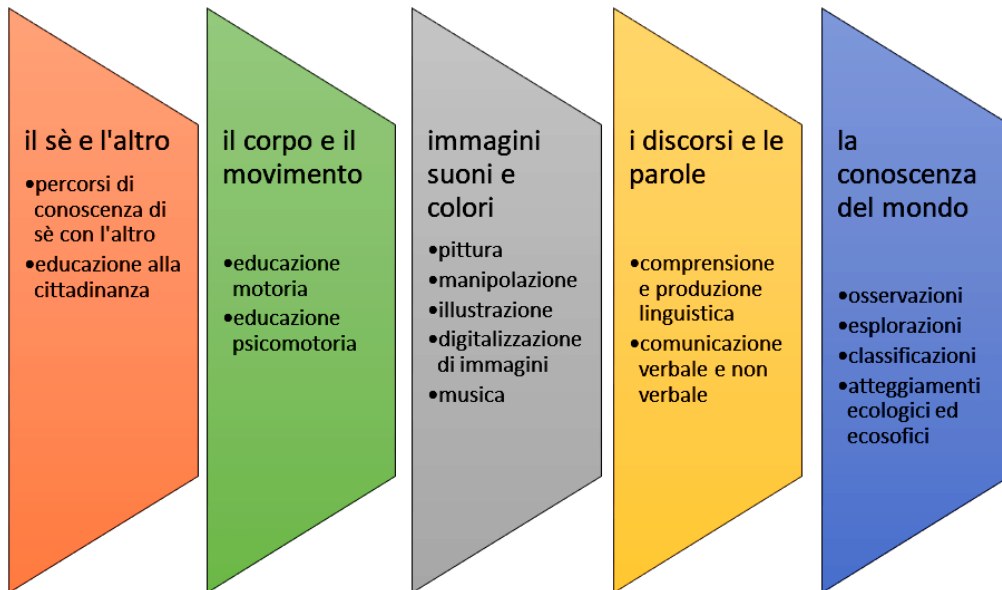 il sè e l'altro
•percorsi di
conoscenza di
sè con l'altro
•educazione alla
cittadinanza
il corpo e il
movimento
•educazione
motoria
•educazione
psicomotoria
immagini
suoni e
colori
•pittura
•manipolazione
•illustrazione
•digitalizzazione
di immagini
•musica
i discorsi e le
parole
•comprensione
e produzione
linguistica
•comunicazione
verbale e non
verbale
la
conoscenza
del mondo
•osservazioni
•esplorazioni
•classificazioni
•atteggiamenti
ecologici ed
ecosofici